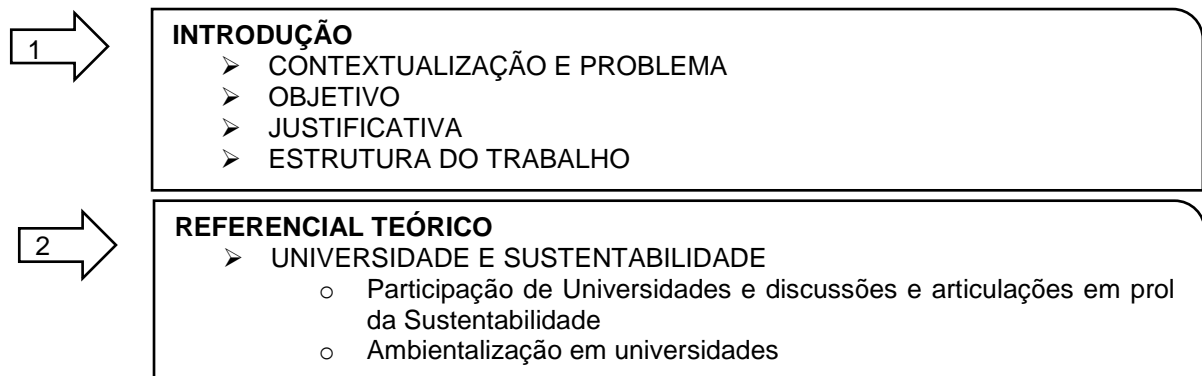 1
INTRODUÇÃO
➢ CONTEXTUALIZAÇÃO E PROBLEMA
➢ OBJETIVO
➢ JUSTIFICATIVA
➢ ESTRUTURA DO TRABALHO
2
REFERENCIAL TEÓRICO
➢ UNIVERSIDADE E SUSTENTABILIDADE
o Participação de Universidades e discussões e articulações em prol
da Sustentabilidade
o Ambientalização em universidades